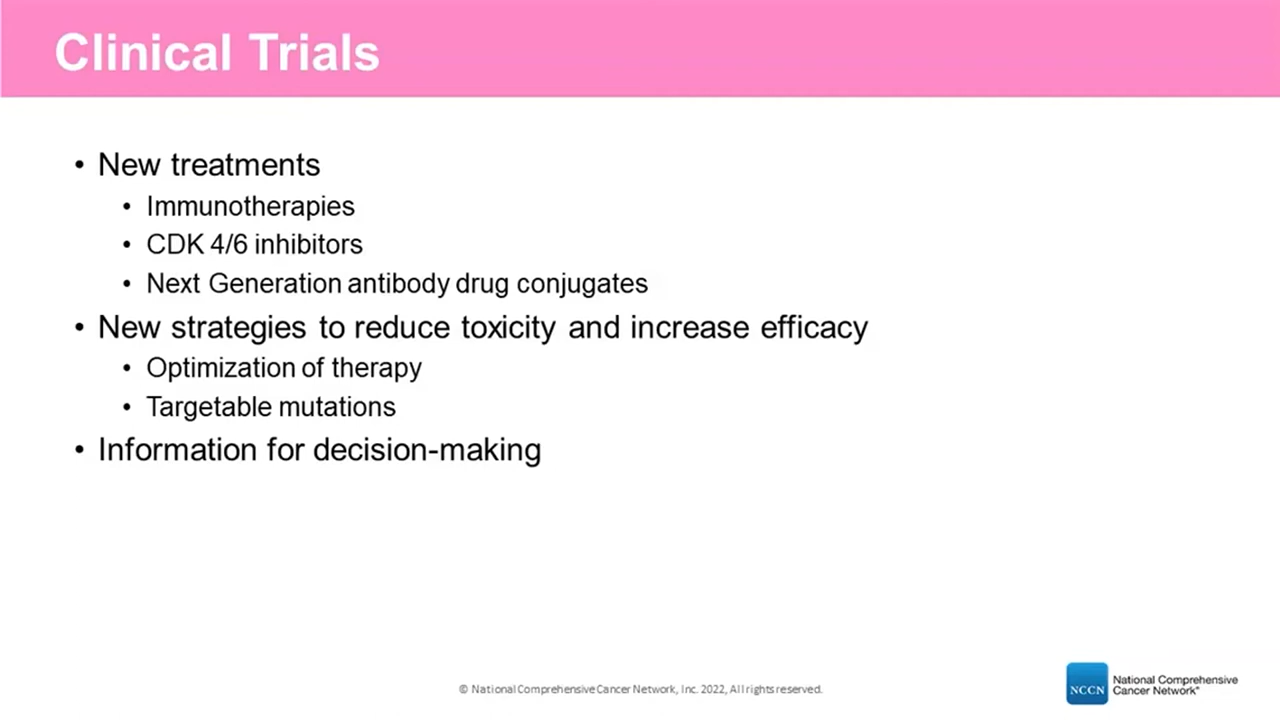 Clinical Trials
• New treatments
• Immunotherapies
• CDK 4/6 inhibitors
• Next Generation antibody drug conjugates
• New strategies to reduce toxicity and increase efficacy
• Optimization of therapy
• Targetable mutations
• Information for decision-making
© National Comprehensive Cancer Network, Inc. 2022, All rights reserved.
NCCN
National Comprehensive
Cancer Network®